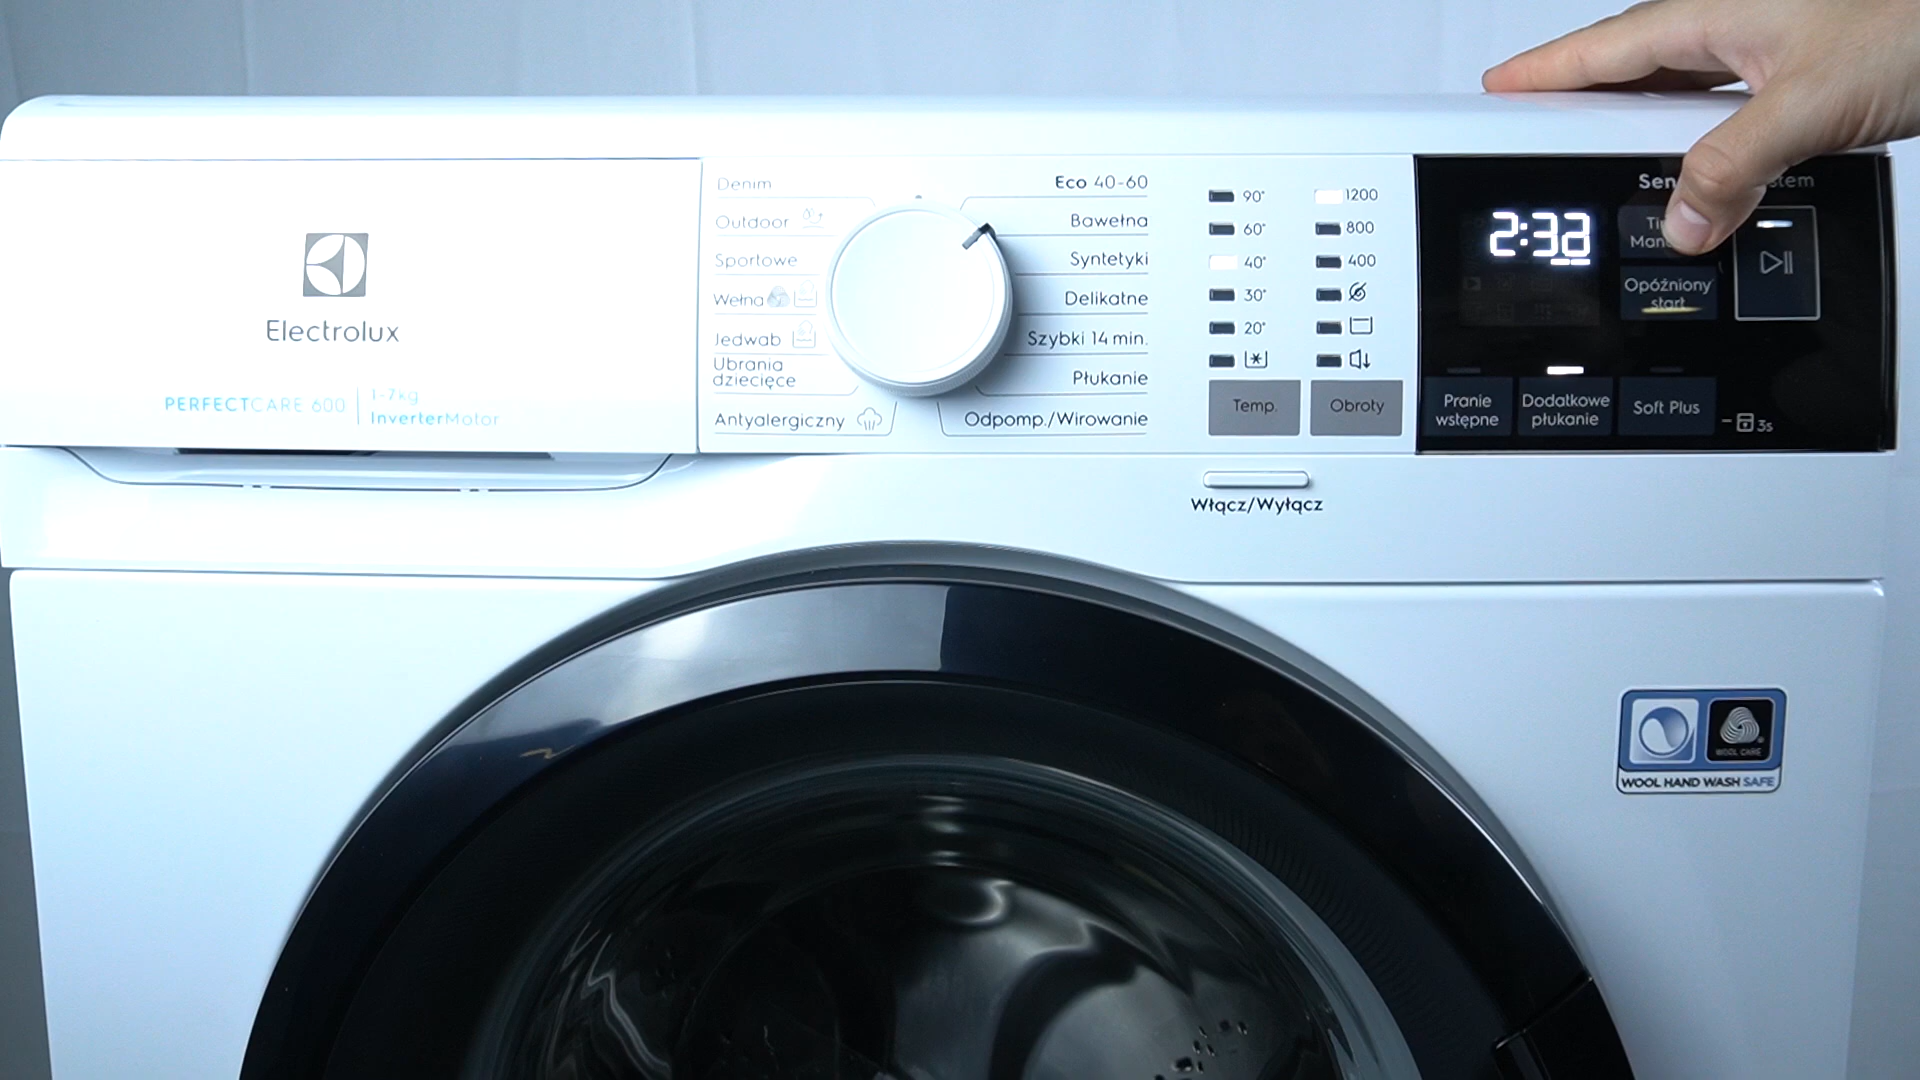 Electrolux
PERFECTCARE 600
1-7kg
InverterMotor
Denim
Outdoor
Sportowe
Wełna
Jedwab
Ubrania
dziecięce
Antyalergiczny
Eco 40-60
Bawełna
Syntetyki
Delikatne
Szybki 14 min.
Płukanie
Odpomp./Wirowanie
90°
60°
40°
30°
20°
Temp.
1200
800
400
Obroty
Włącz/Wyłącz
Opóźniony
start
Pranie
wstępne
Dodatkowe
płukanie
Soft Plus
3s
WOOL CARE
WOOL HAND WASH SAFE